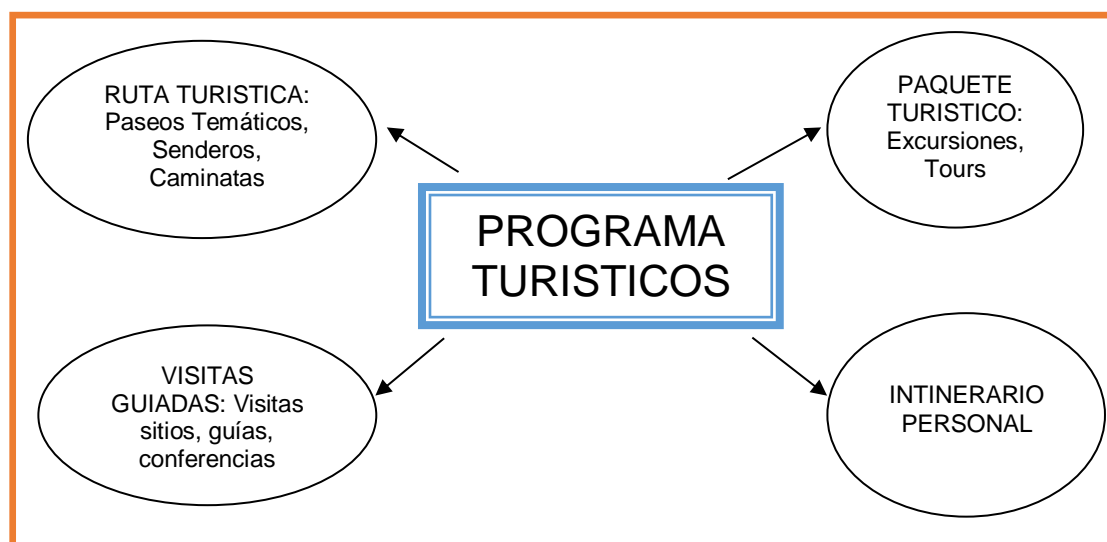 RUTA TURISTICA:
Paseos Temáticos,
Senderos,
Caminatas
PAQUETE
TURISTICO:
Excursiones,
Tours
PROGRAMA
TURISTICOS
VISITAS
GUIADAS: Visitas
sitios, guías,
conferencias
INTINERARIO
PERSONAL